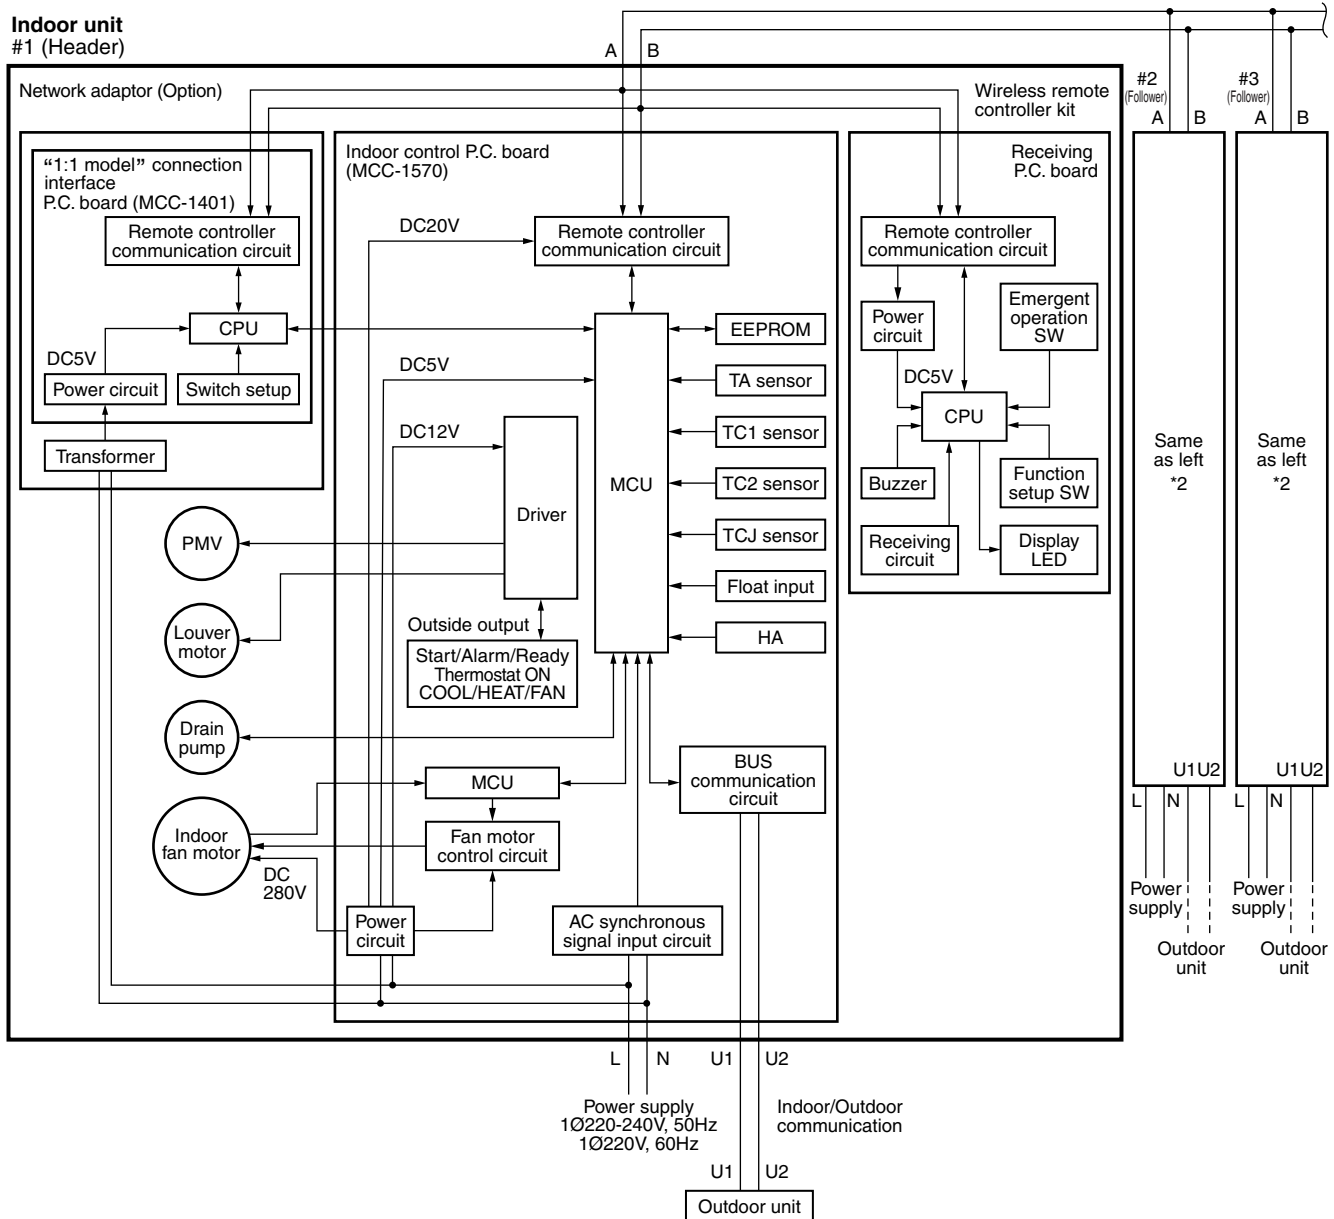 Indoor unit
#1 (Header)
A
B
Network adaptor (Option)
Wireless remote
controller kit
#2
(Follower)
A
B
#3
(Follower)
A
B
“1:1 model” connection
interface
P.C. board (MCC-1401)
Remote controller
communication circuit
CPU
DC5V
Power circuit
Switch setup
Transformer
Indoor control P.C. board
(MCC-1570)
DC20V
Remote controller
communication circuit
DC5V
DC12V
Driver
MCU
EEPROM
TA sensor
TC1 sensor
TC2 sensor
TCJ sensor
Float input
HA
Outside output
Start/Alarm/Ready
Thermostat ON
COOL/HEAT/FAN
Receiving
P.C. board
Remote controller
communication circuit
Power
circuit
Emergent
operation
SW
DC5V
CPU
Buzzer
Function
setup SW
Receiving
circuit
Display
LED
Same
as left
*2
Same
as left
*2
PMV
Louver
motor
Drain
pump
Indoor
fan motor
DC
280V
MCU
Fan motor
control circuit
BUS
communication
circuit
Power
circuit
AC synchronous
signal input circuit
U1U2
U1U2
L
N
L
N
Power
supply
Power
supply
Outdoor
unit
Outdoor
unit
L
N
U1
U2
Power supply
1Ø220-240V, 50Hz
1Ø220V, 60Hz
Indoor/Outdoor
communication
U1
U2
Outdoor unit